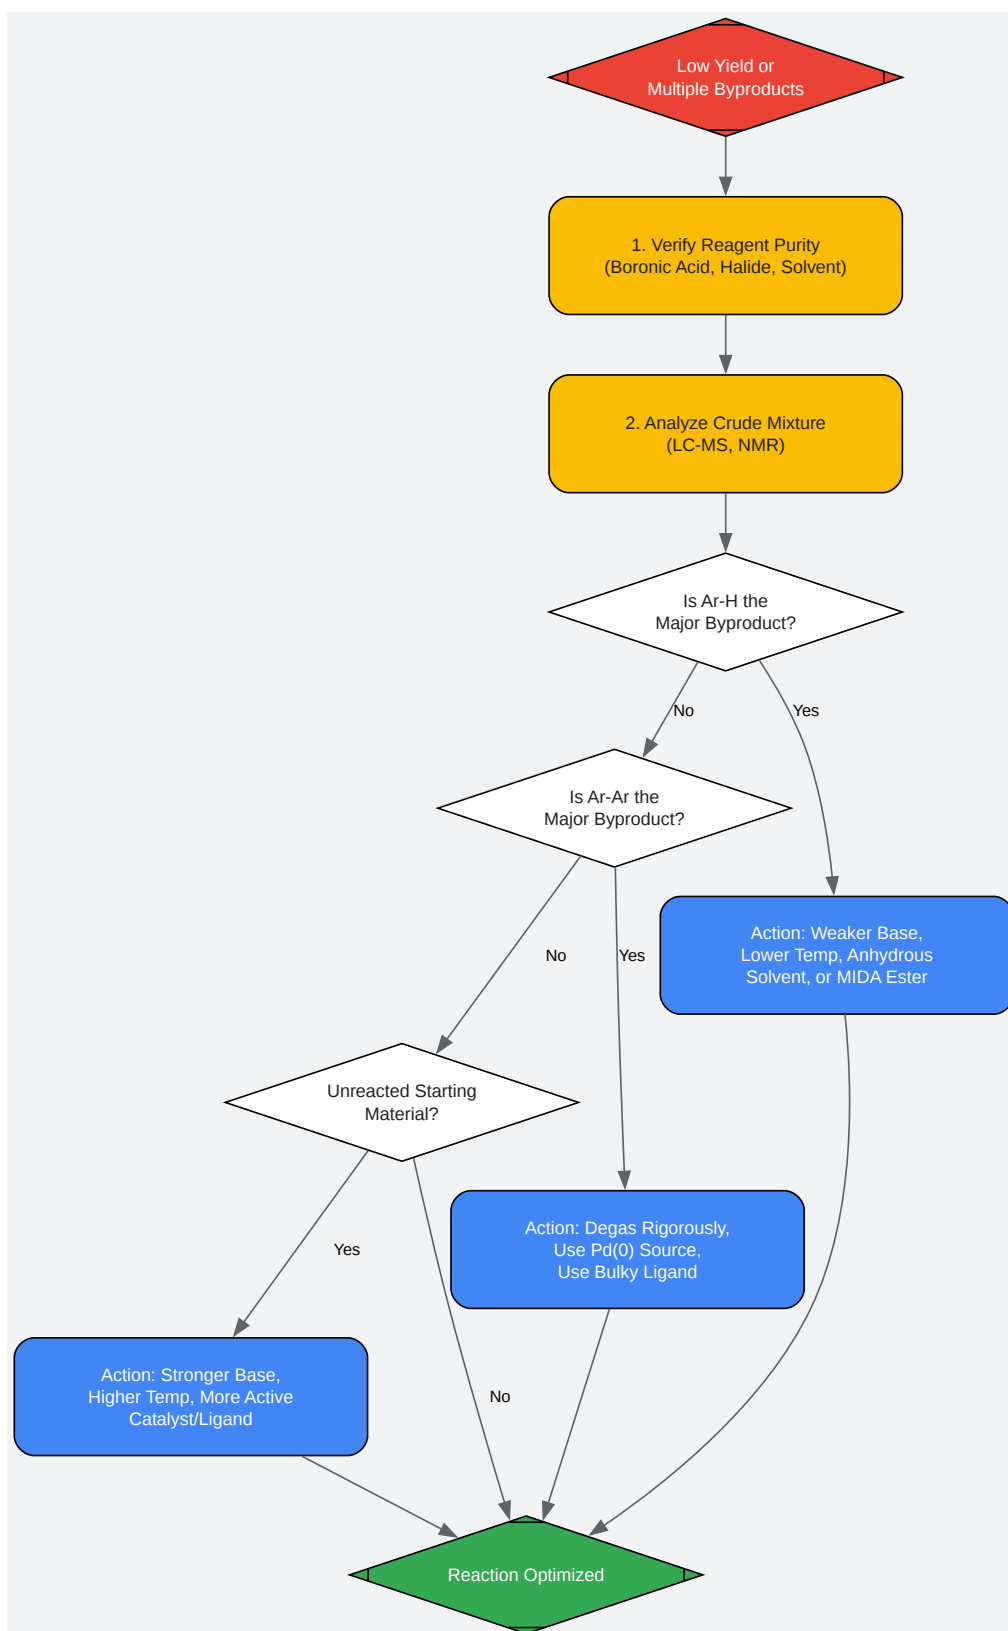 Low Yield or
Multiple Byproducts
1. Verify Reagent Purity
(Boronic Acid, Halide, Solvent)
2. Analyze Crude Mixture
(LC-MS, NMR)
Is Ar-H the
Major Byproduct?
No
Yes
Is Ar-Ar the
Major Byproduct?
Action: Weaker Base,
Lower Temp, Anhydrous
Solvent, or MIDA Ester
No
Yes
Unreacted Starting
Material?
Action: Degas Rigorously,
Use Pd(0) Source,
Use Bulky Ligand
Yes
Action: Stronger Base,
Higher Temp, More Active
Catalyst/Ligand
No
Reaction Optimized